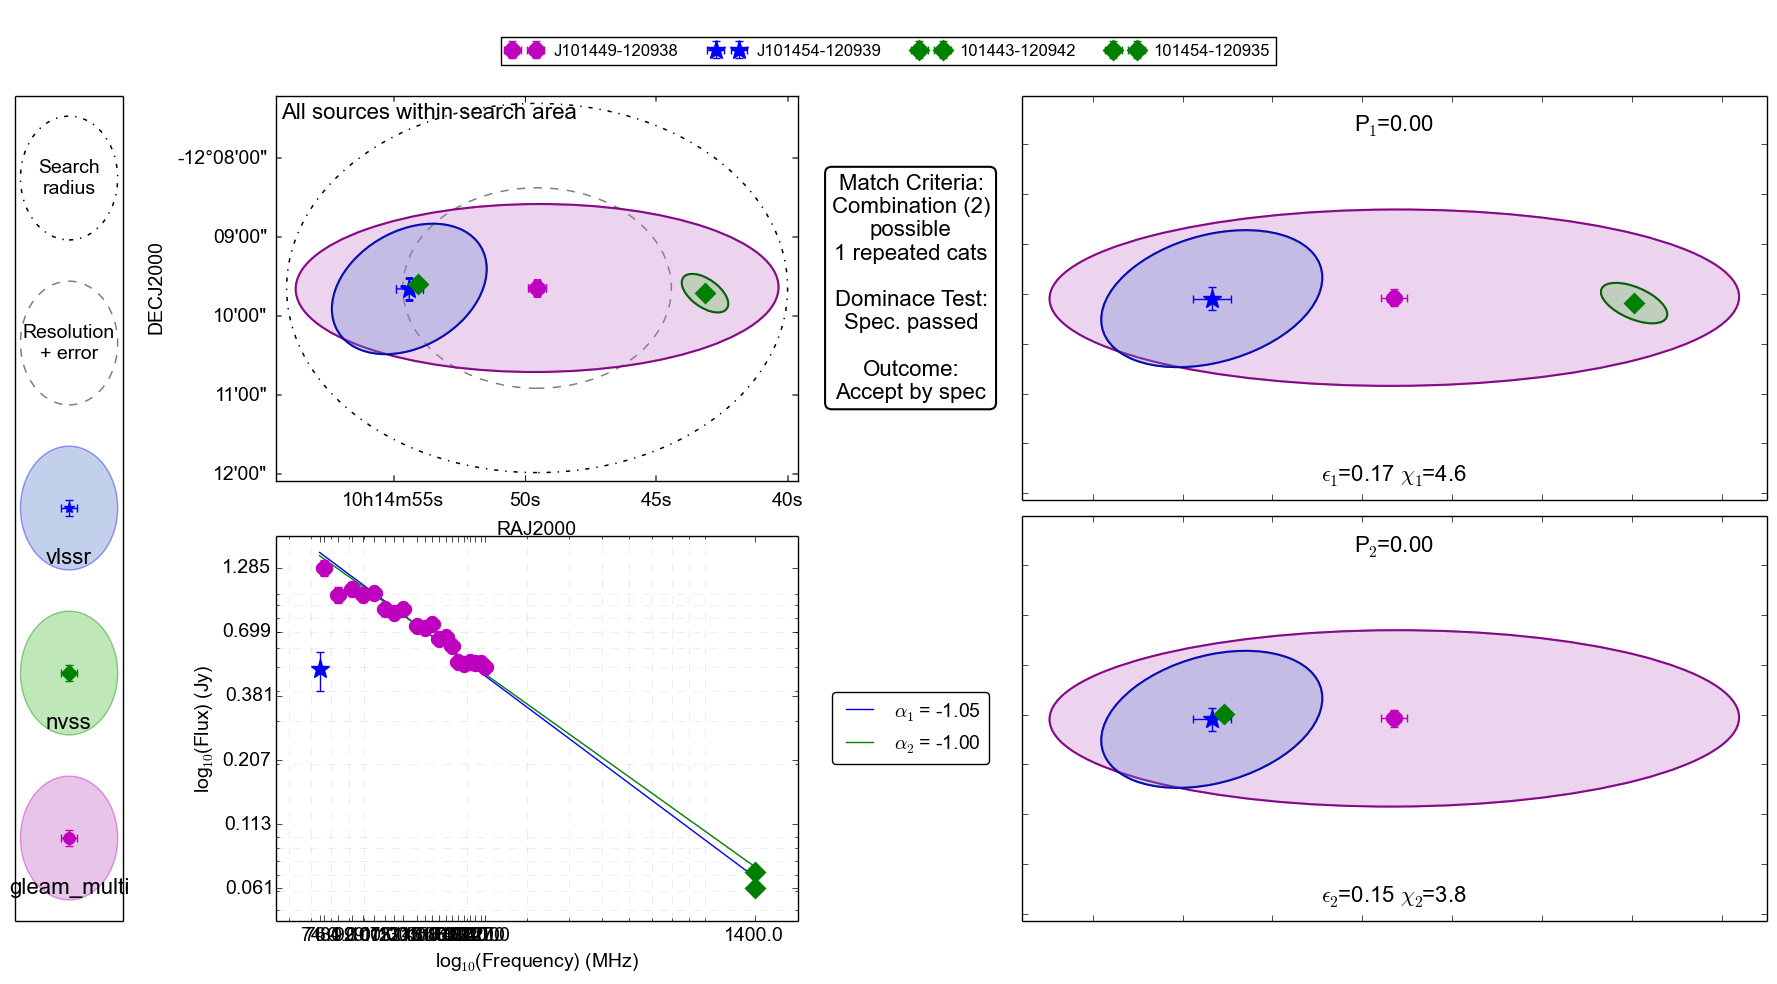 J101449-120938 J101454-120939 101443-120942 101454-120935
Search
radius
Resolution
+ error
vlssr
nvss
gleam_multi
All sources within search area
DECJ2000
-12°08'00"
09'00"
10'00"
11'00"
12'00"
10h14m55s 50s 45s 40s
RAJ2000
Match Criteria:
Combination (2)
possible
1 repeated cats
Dominace Test:
Spec. passed
Outcome:
Accept by spec
P1=0.00
ϵ1=0.17 χ1=4.6
log10(Flux) (Jy)
1.285
0.699
0.381
0.207
0.113
0.061
1400.0
log10(Frequency) (MHz)
α1 = -1.05
α2 = -1.00
P2=0.00
ϵ2=0.15 χ2=3.8